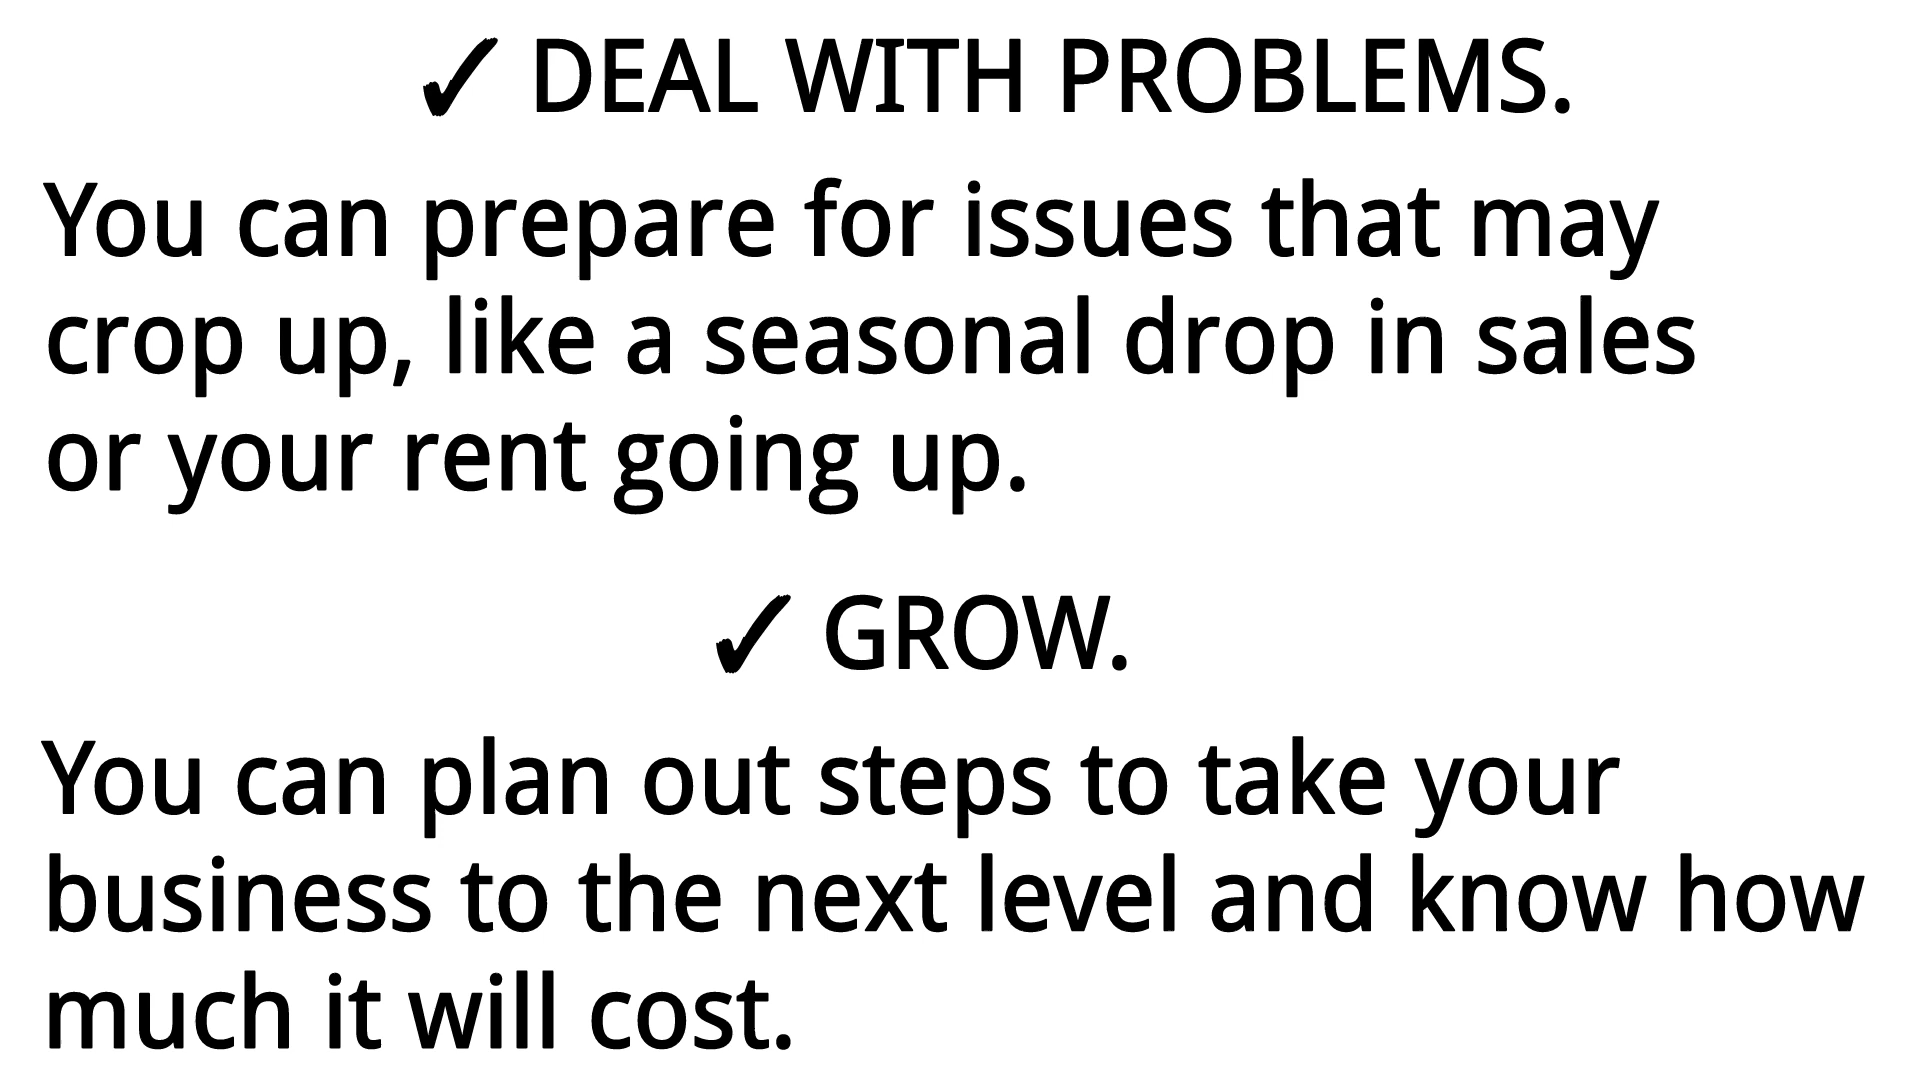 ✓ DEAL WITH PROBLEMS.
You can prepare for issues that may
crop up, like a seasonal drop in sales
or your rent going up.
✓ GROW.
You can plan out steps to take your
business to the next level and know how
much it will cost.